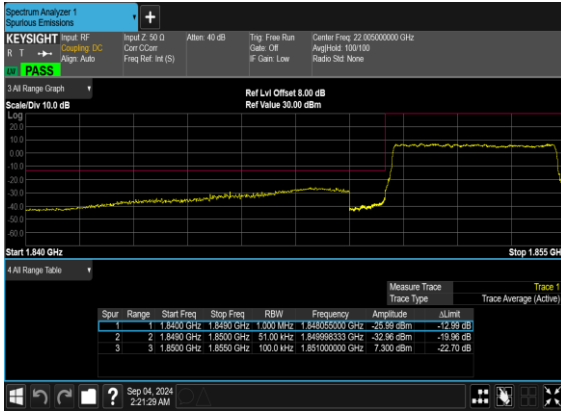 Spectrum Analyzer 1
Spurious Emissions
+
KEYSIGHT Input: RF Input Z: 50 Ω Atten: 40 dB Trig: Free Run Center Freq: 22.005000000 GHz
R T Coupling: DC Corr CCorr Gate: Off Avg|Hold: 100/100
Align: Auto Freq Ref: Int (S) IF Gain: Low Radio Std: None
PASS
3 All Range Graph
Ref Lvl Offset 8.00 dB
Scale/Div 10.0 dB Ref Value 30.00 dBm
Log
20.0
10.0
0.00
-10.0
-20.0
-30.0
-40.0
-50.0
-60.0
Start 1.840 GHz Stop 1.855 GH
4 All Range Table
Measure Trace Trace 1
Trace Type Trace Average (Active)
Spur Range Start Freq Stop Freq RBW Frequency Amplitude ΔLimit
1 1 1.8400 GHz 1.8490 GHz 1.000 MHz 1.848055000 GHz -25.99 dBm -12.99 dB
2 2 1.8490 GHz 1.8500 GHz 51.00 kHz 1.849998333 GHz -32.96 dBm -19.96 dB
3 3 1.8500 GHz 1.8550 GHz 100.0 kHz 1.851000000 GHz 7.300 dBm -22.70 dB
? Sep 04, 2024
2:21:29 AM